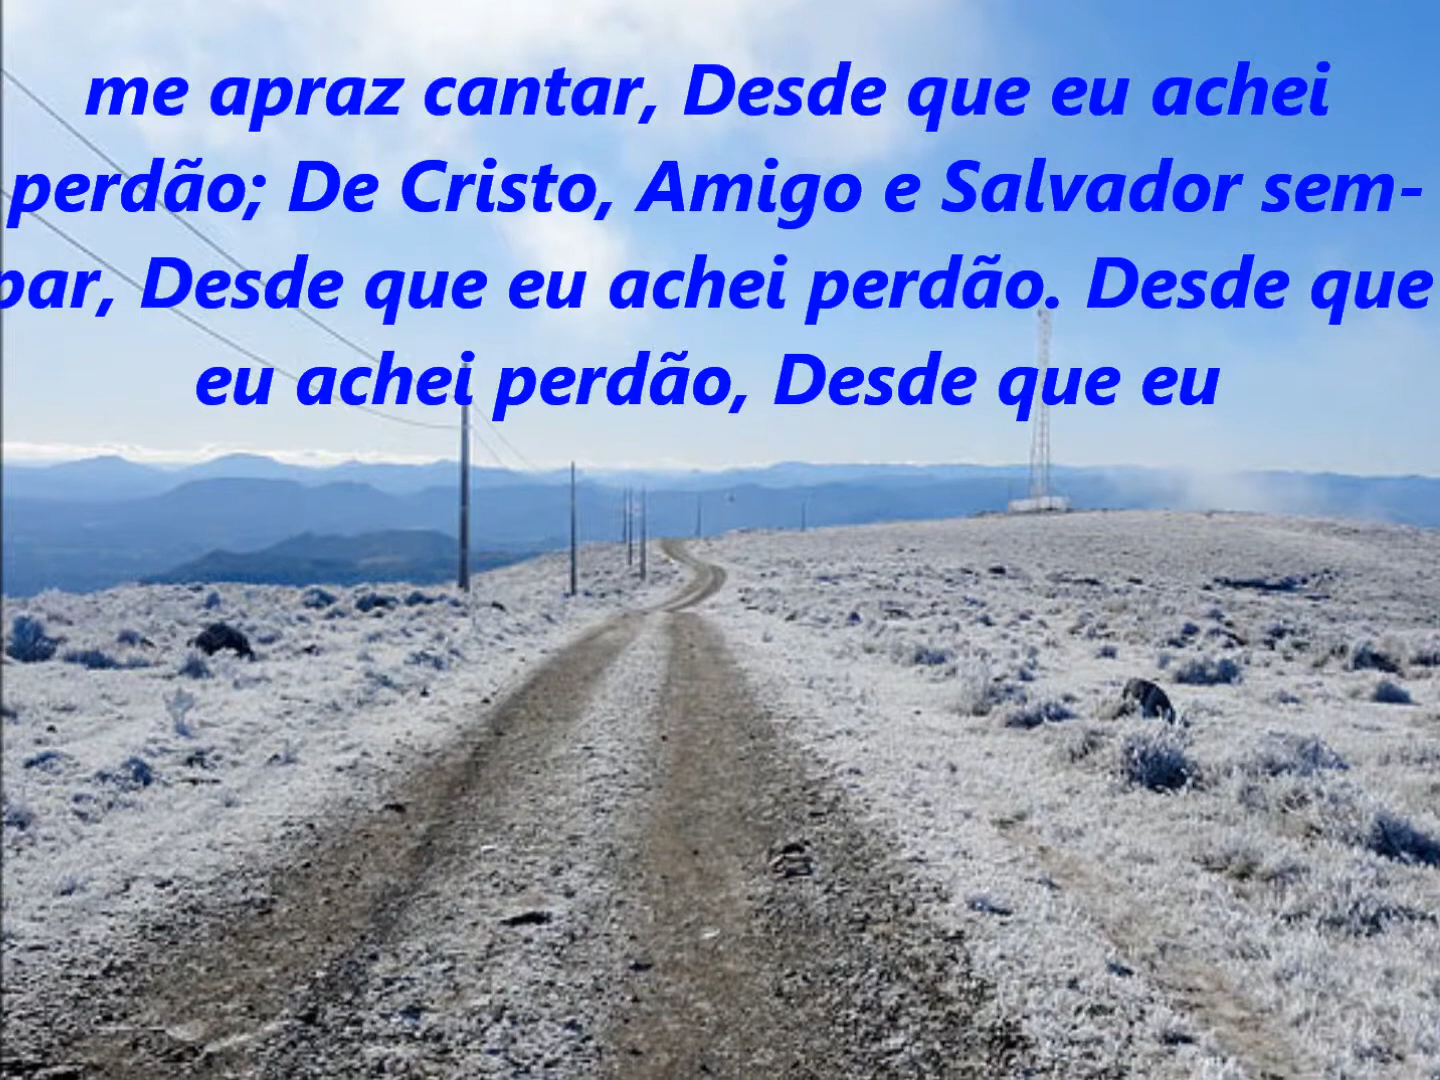 me apraz cantar, Desde que eu achei
perdão; De Cristo, Amigo e Salvador sem-
par, Desde que eu achei perdão. Desde que
eu achei perdão, Desde que eu